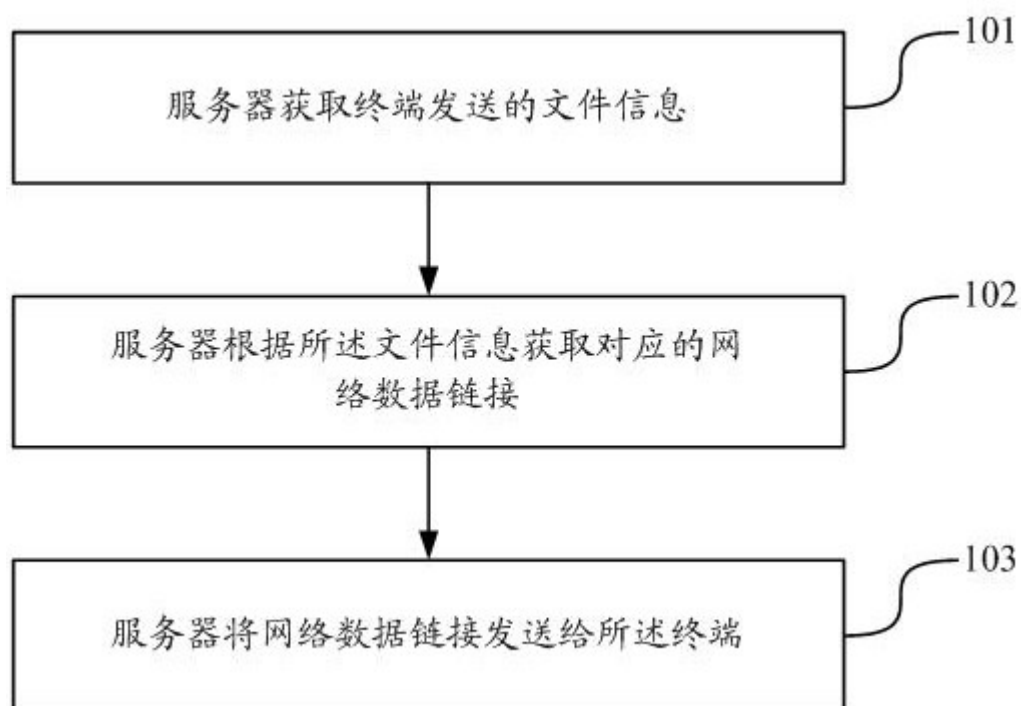 101
服务器获取终端发送的文件信息
102
服务器根据所述文件信息获取对应的网
络数据链接
103
服务器将网络数据链接发送给所述终端